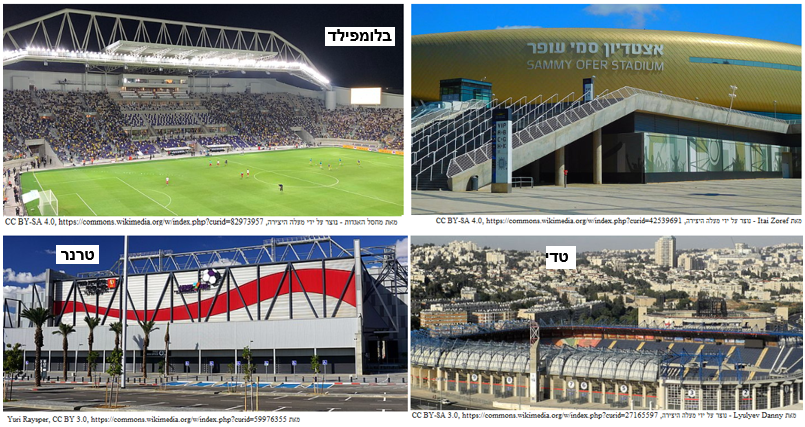 בלומפילד
אצטדיון סמי עופר
SAMMY OFER STADIUM
מאת מחסל האגדות - נוצר על ידי מעלה היצירה, CC BY-SA 4.0, https://commons.wikimedia.org/w/index.php?curid=82973957
מאת Itai Zoref - נוצר על ידי מעלה היצירה, CC BY-SA 4.0, https://commons.wikimedia.org/w/index.php?curid=42539691
טרנר
טדי
מאת Yuri Raysper, CC BY 3.0, https://commons.wikimedia.org/w/index.php?curid=59976355
מאת Lyulyev Danny - נוצר על ידי מעלה היצירה, CC BY-SA 3.0, https://commons.wikimedia.org/w/index.php?curid=27165597